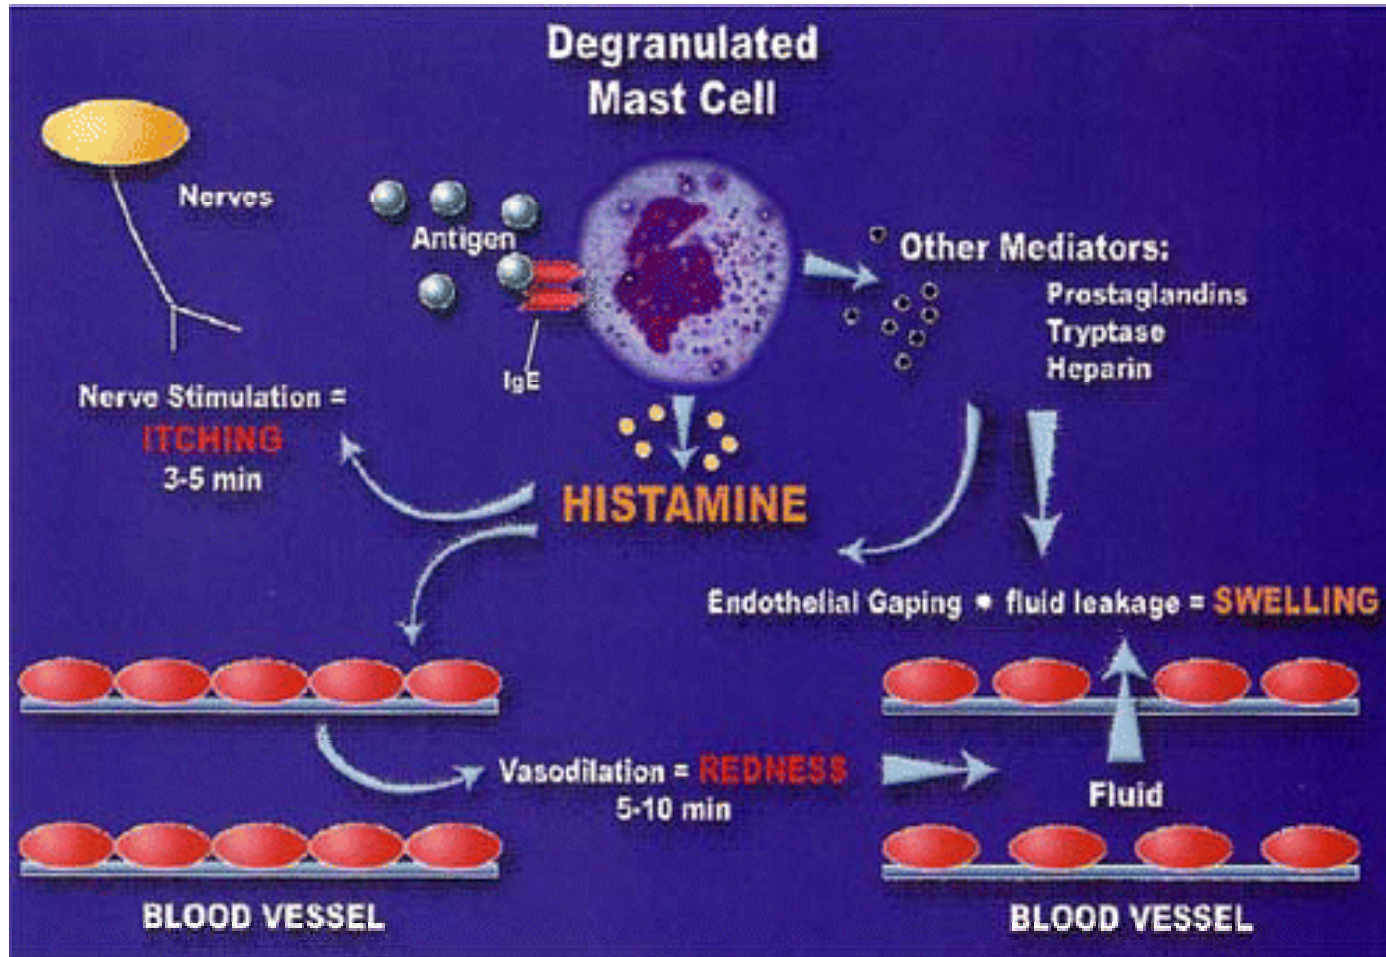 Degranulated
Mast Cell
Nerves
Antigen
IgE
Other Mediators:
Prostaglandins
Tryptase
Heparin
Nerve Stimulation =
ITCHING
3-5 min
HISTAMINE
Endothelial Gaping • fluid leakage = SWELLING
Vasodilation = REDNESS
5-10 min
Fluid
BLOOD VESSEL
BLOOD VESSEL